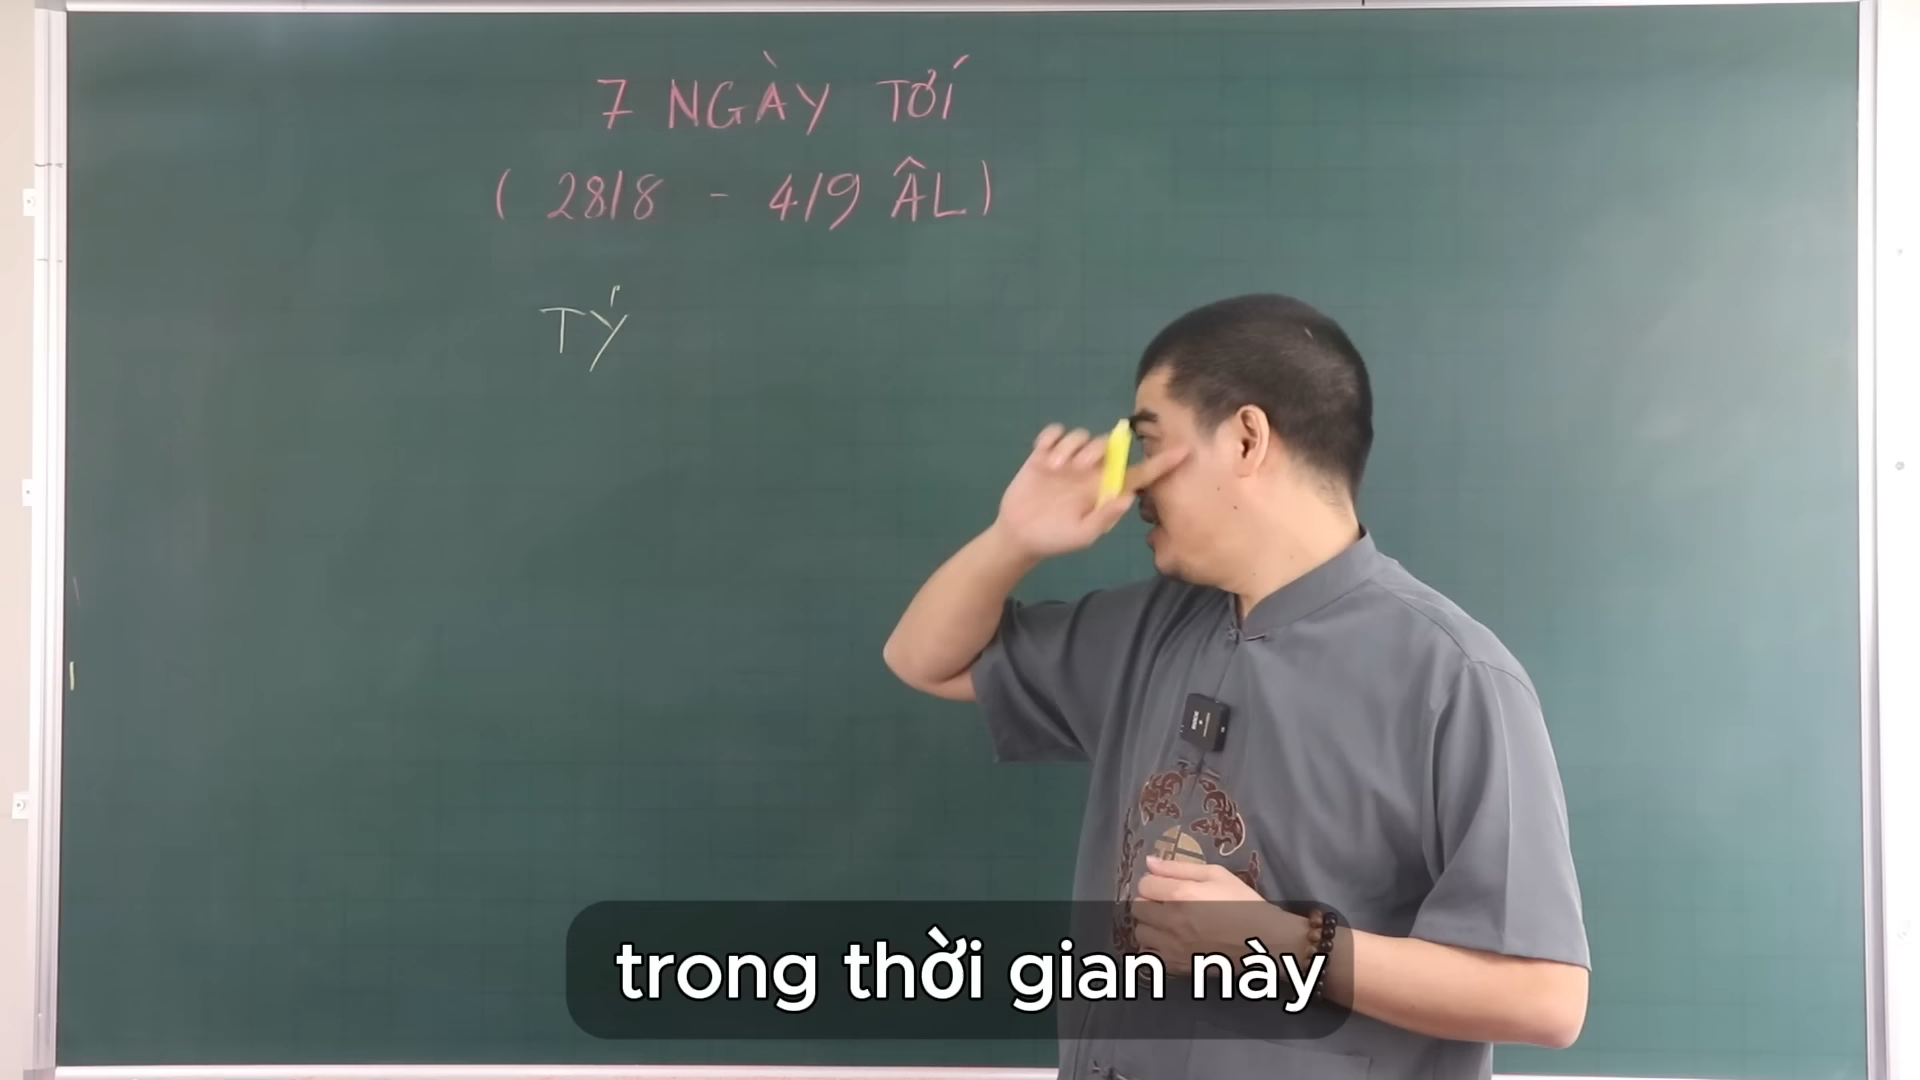 7 NGÀY TỚI
( 28/8 - 4/9 ÂL )
TÝ
trong thời gian này